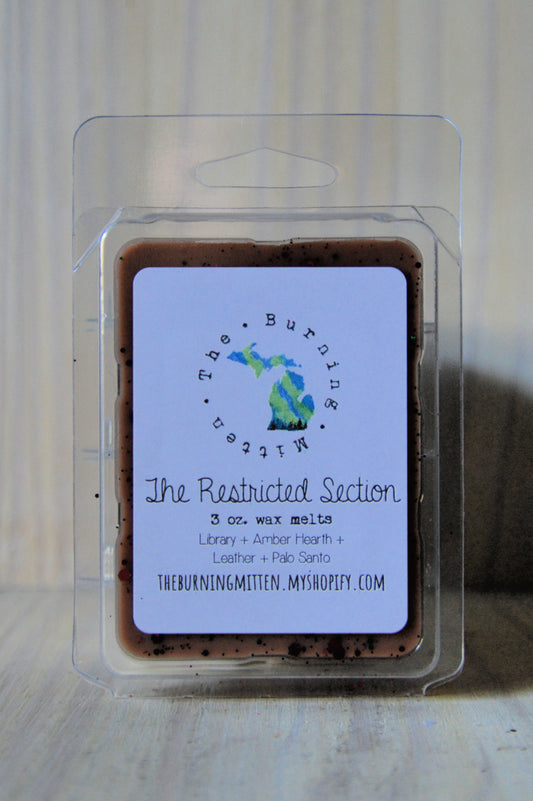 The • Burning • Mitten •
The Restricted Section
3 oz. wax melts
Library + Amber Hearth +
Leather + Palo Santo
THEBURNINGMITTEN.MYSHOPIFY.COM